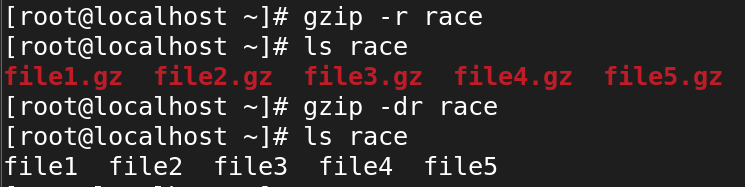 [root@localhost ~]# gzip -r race
[root@localhost ~]# ls race
file1.gz  file2.gz  file3.gz  file4.gz  file5.gz
[root@localhost ~]# gzip -dr race
[root@localhost ~]# ls race
file1  file2  file3  file4  file5